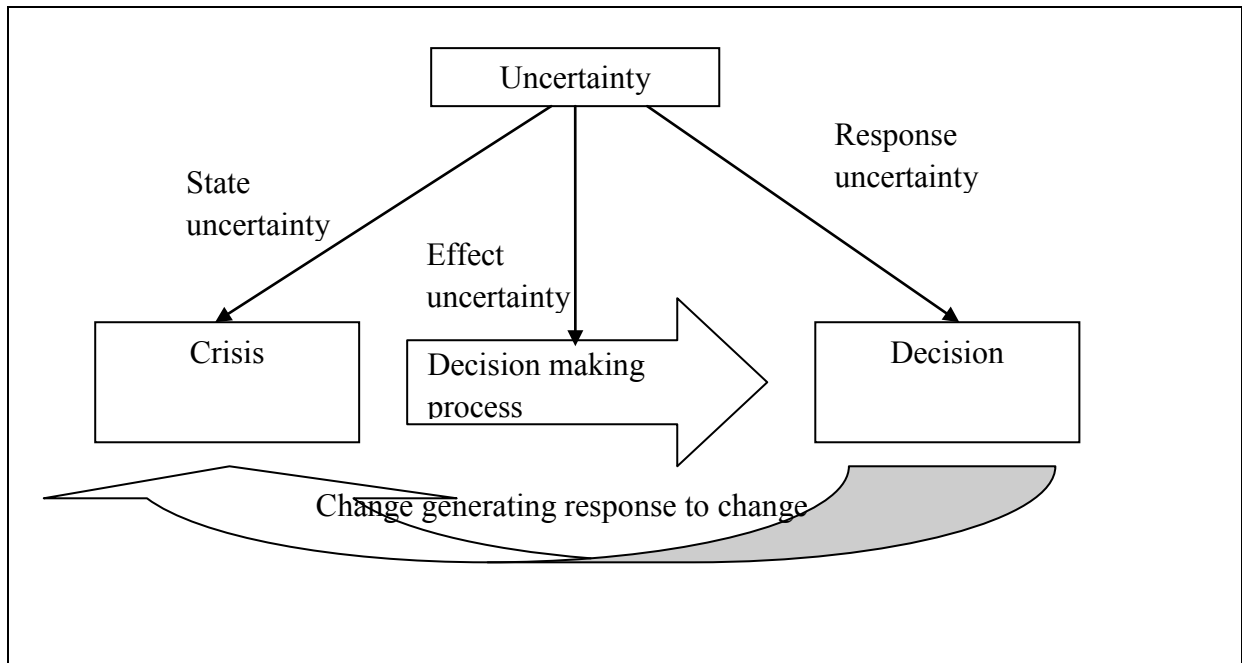 Uncertainty
Response
uncertainty
State
uncertainty
Effect
uncertainty
Crisis
Decision making
process
Decision
Change generating response to change